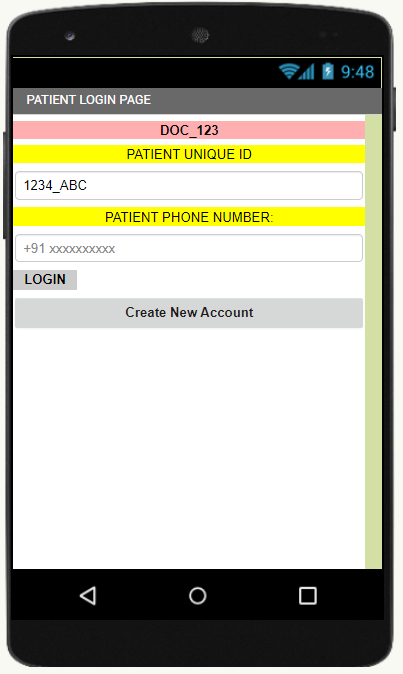 9:48
PATIENT LOGIN PAGE
DOC_123
PATIENT UNIQUE ID
1234_ABC
PATIENT PHONE NUMBER:
+91 xxxxxxxxxx
LOGIN
Create New Account